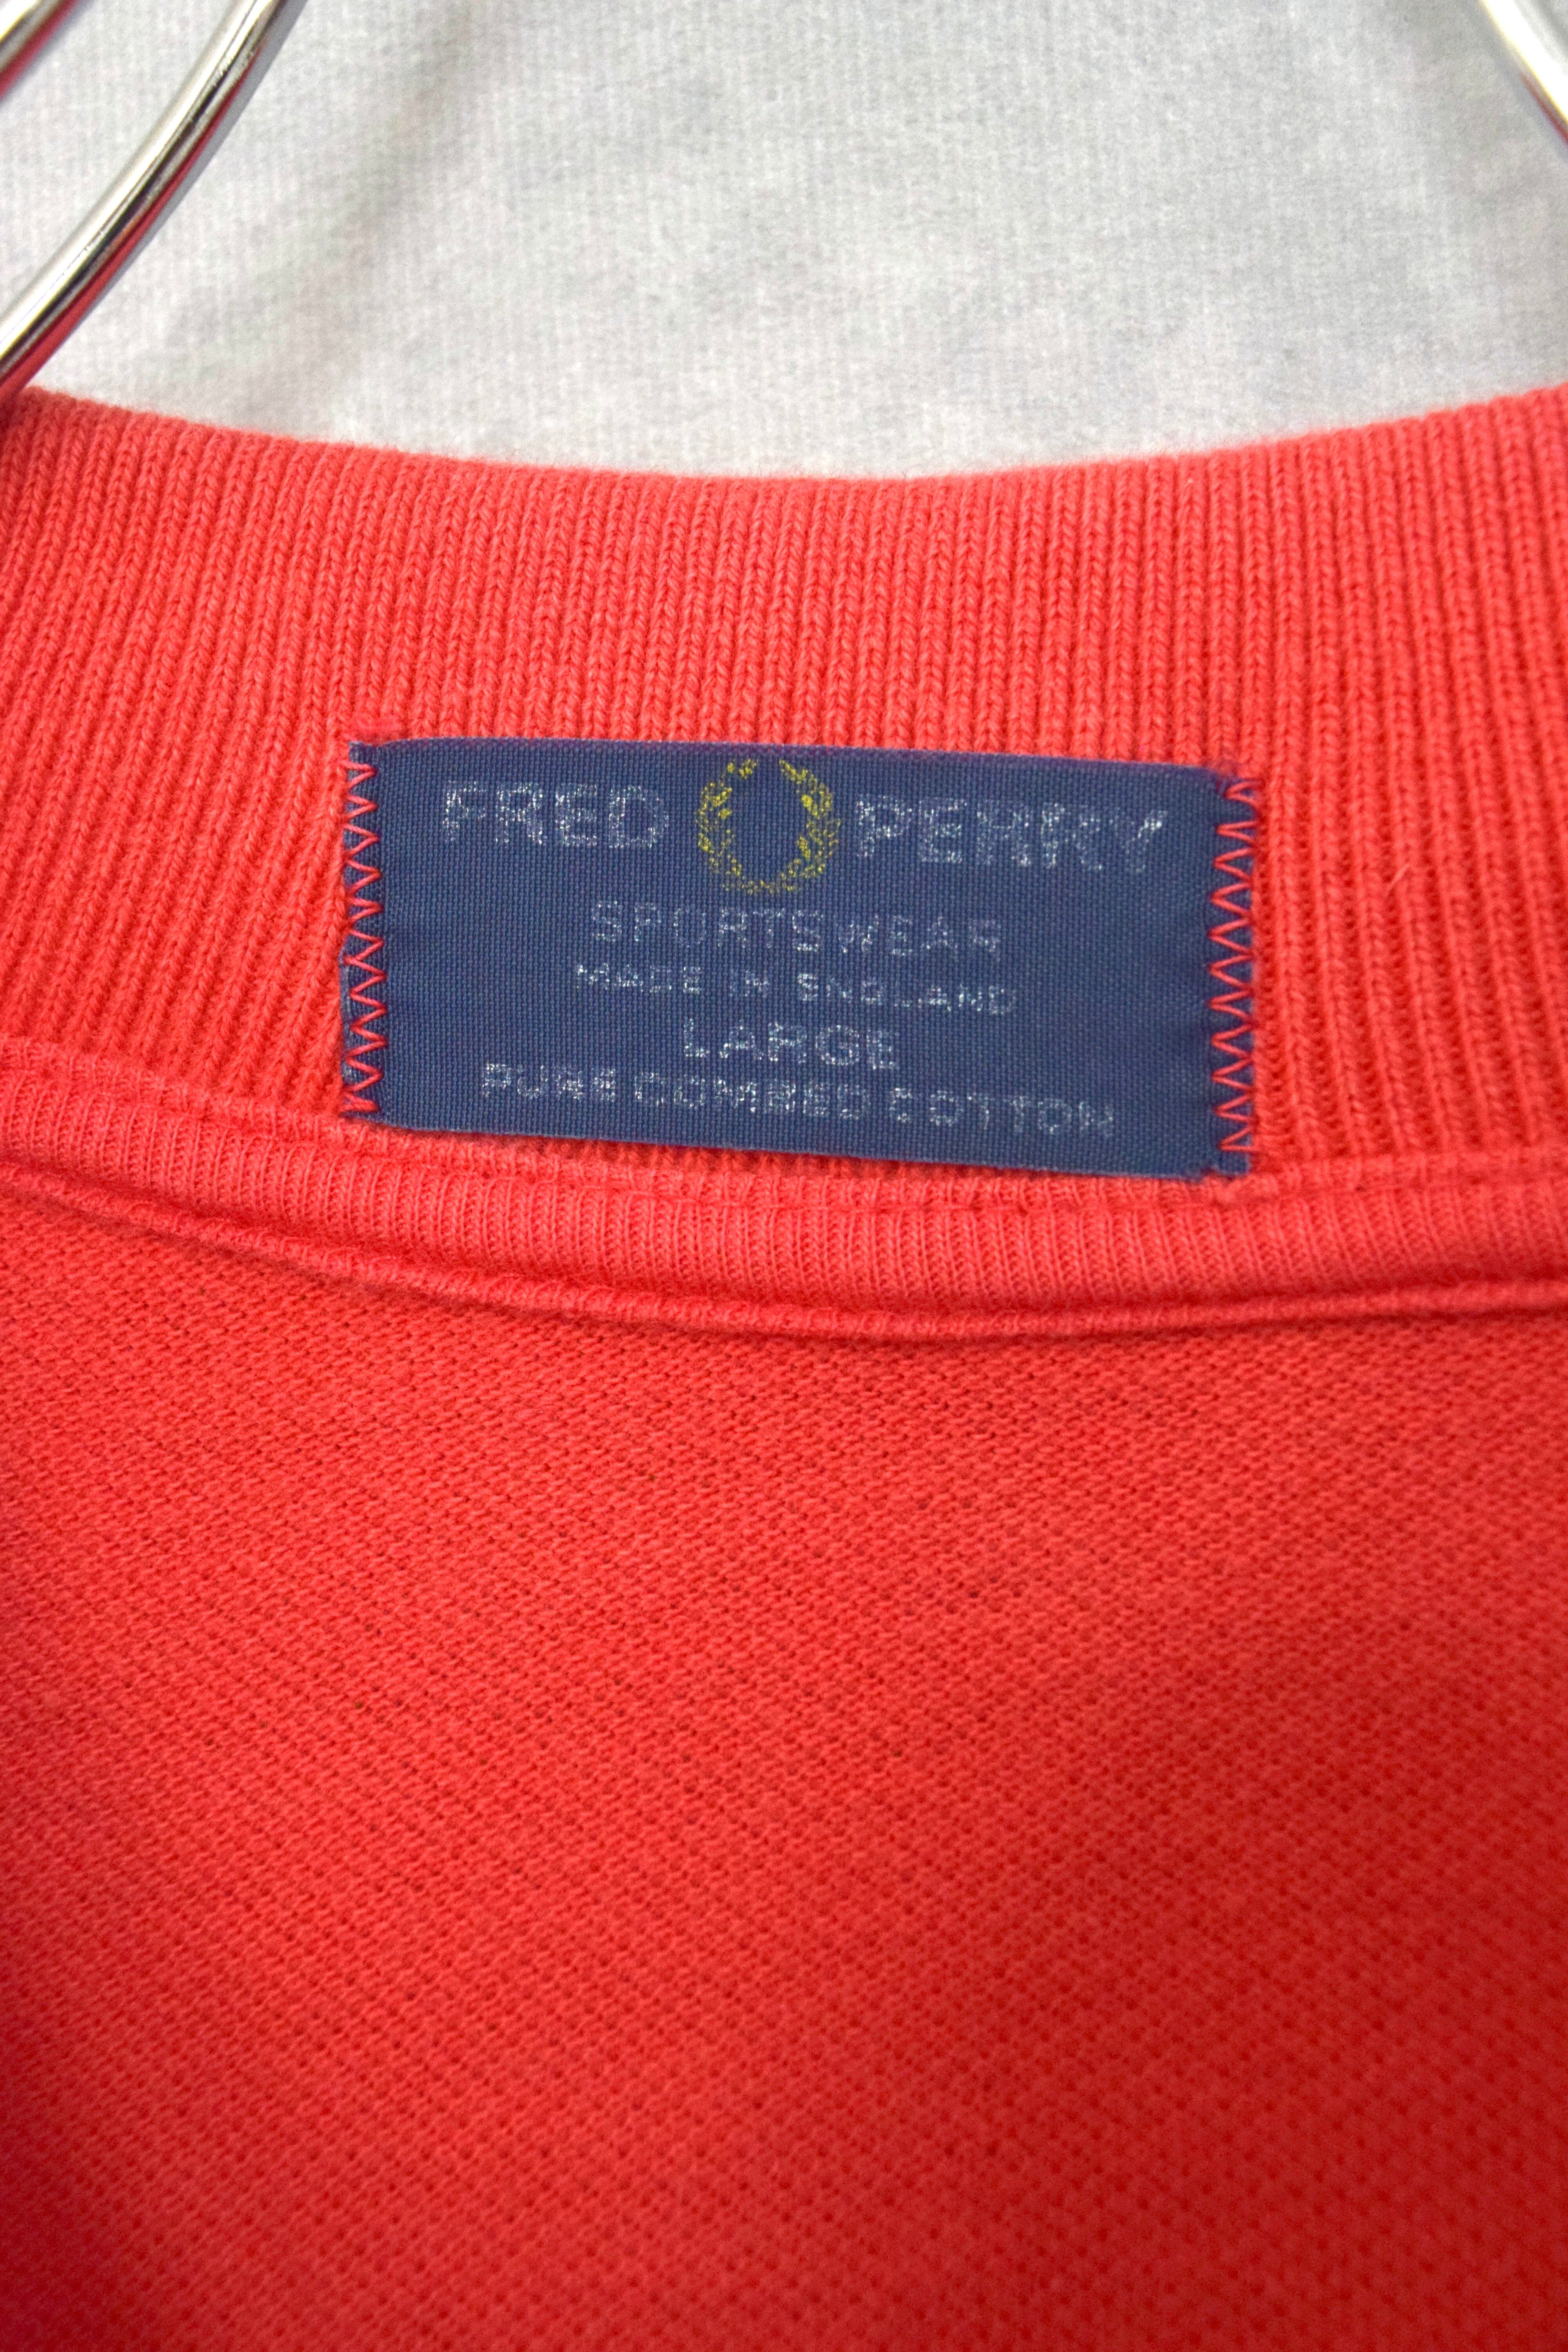 FRED PERRY
SPORTSWEAR
MADE IN ENGLAND
LARGE
PURE COMBED COTTON